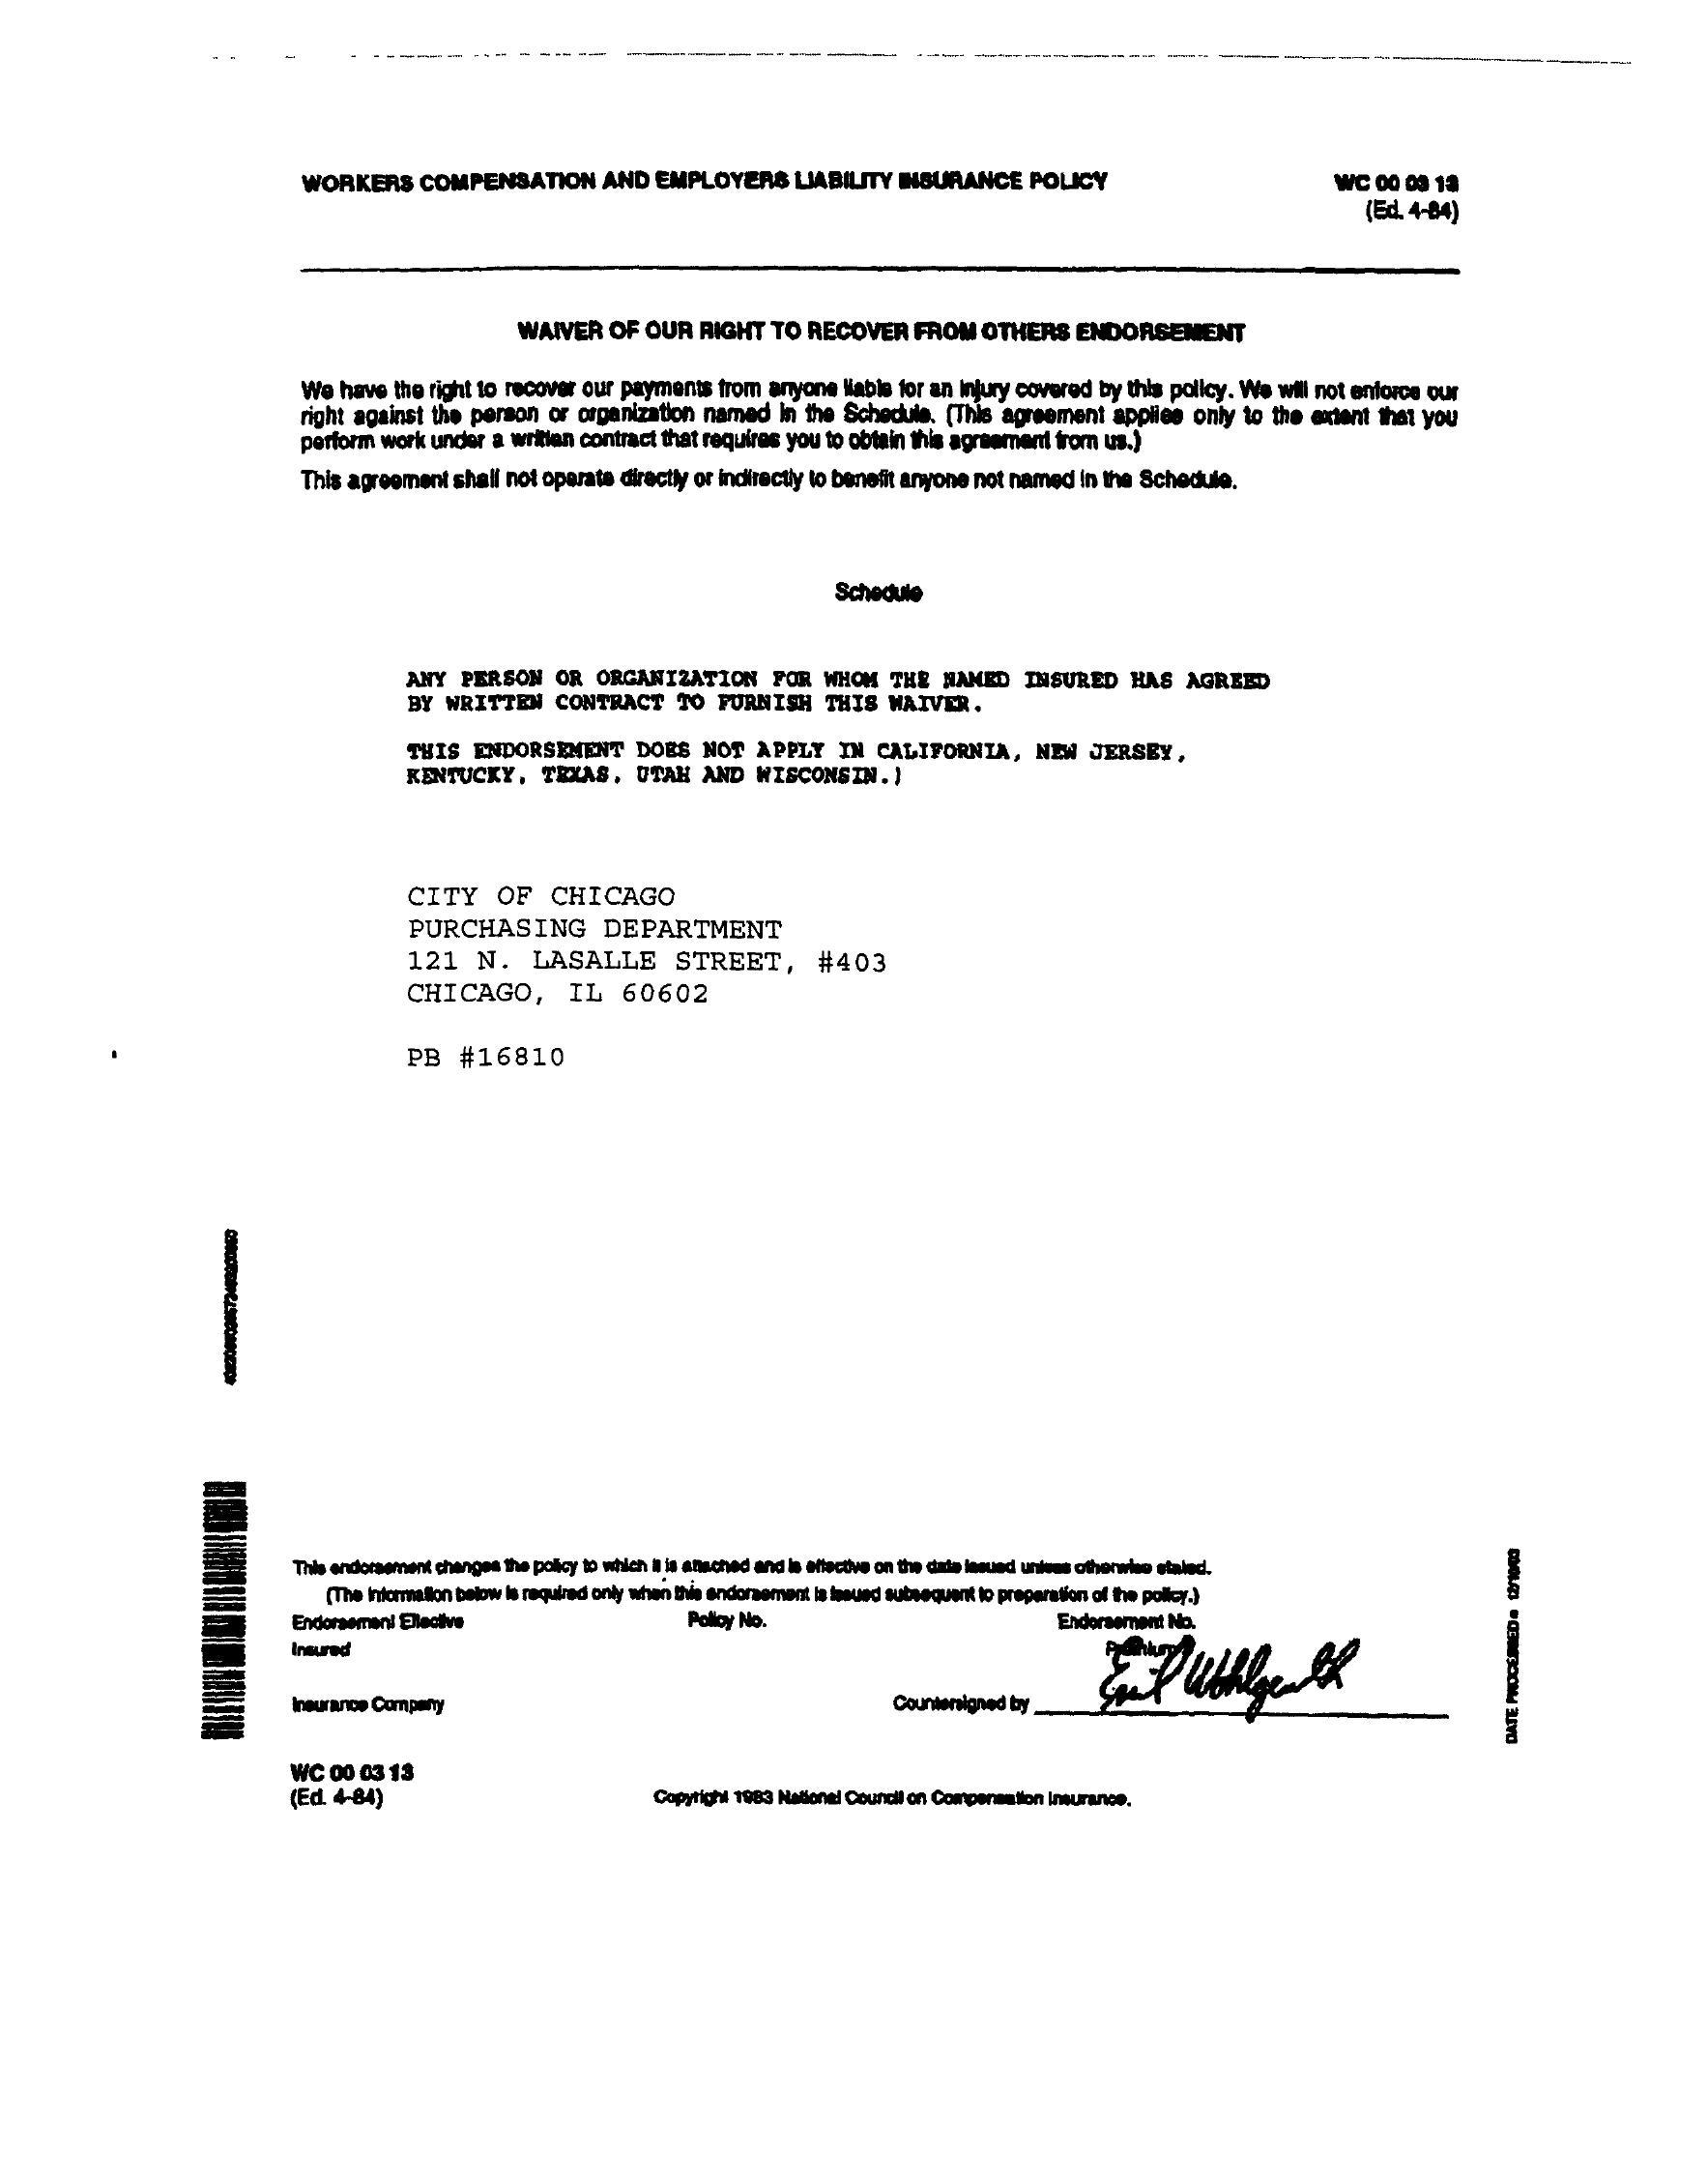 WORKERS COMPENSATION AND EMPLOYERS LIABILITY INSURANCE POLICY
WC 00 03 13
(Ed. 4-84)
WAIVER OF OUR RIGHT TO RECOVER FROM OTHERS ENDORSEMENT
We have the right to recover our payments from anyone liable for an injury covered by this policy. We will not enforce our
right against the person or organization named in the Schedule. (This agreement applies only to the extent that you
perform work under a written contract that requires you to obtain this agreement from us.)
This agreement shall not operate directly or indirectly to benefit anyone not named in the Schedule.
Schedule
ANY PERSON OR ORGANIZATION FOR WHOM THE NAMED INSURED HAS AGREED
BY WRITTEN CONTRACT TO FURNISH THIS WAIVER.
THIS ENDORSEMENT DOES NOT APPLY IN CALIFORNIA, NEW JERSEY,
KENTUCKY, TEXAS, UTAH AND WISCONSIN.)
CITY OF CHICAGO
PURCHASING DEPARTMENT
121 N. LASALLE STREET, #403
CHICAGO, IL 60602
PB #16810
This endorsement changes the policy to which it is attached and is effective on the date issued unless otherwise stated.
(The information below is required only when this endorsement is issued subsequent to preparation of the policy.)
Endorsement Effective Policy No. Endorsement No.
Insured Premium
Insurance Company Countersigned by
WC 00 03 13
(Ed. 4-84)
Copyright 1983 National Council on Compensation Insurance.
DATE PROCESSED